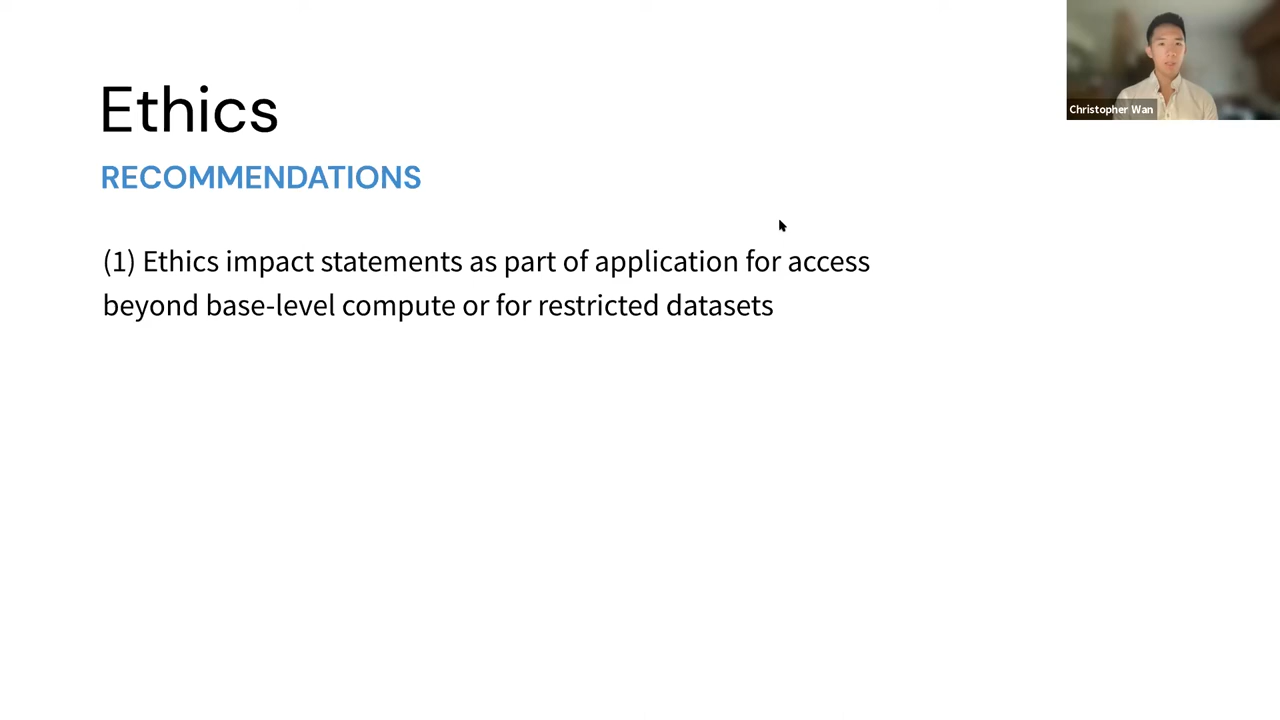 Ethics
RECOMMENDATIONS
(1) Ethics impact statements as part of application for access
beyond base-level compute or for restricted datasets
Christopher Wan